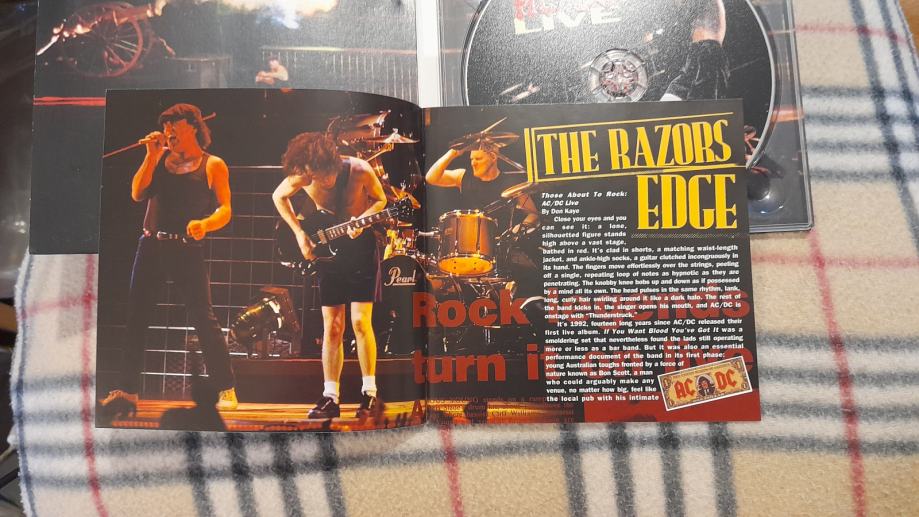 LIVE
THE RAZORS
EDGE
Those About To Rock:
AC/DC Live
By Don Kaye
Close your eyes and you
can see it: a lone,
silhouetted figure stands
high above a vast stage,
bathed in red. It's clad in shorts, a matching waist-length
jacket, and ankle-high socks, a guitar clutched incongruously in
its hand. The fingers move effortlessly over the strings, peeling
off a single, repeating loop of notes as hypnotic as they are
penetrating. The knobby knee bobs up and down as if possessed
by a mind all its own. The head pulses in the same rhythm, lank,
long, curly hair swirling around it like a dark halo. The rest of
the band kicks in, the singer opens his mouth, and AC/DC is
onstage with "Thunderstruck."
It's 1992, fourteen long years since AC/DC released their
first live album. If You Want Blood You've Got It was a
smoldering set that nevertheless found the lads still operating
more or less as a bar band. But it was also an essential
performance document of the band in its first phase:
young Australian toughs fronted by a force of
nature known as Bon Scott, a man
who could arguably make any
venue, no matter how big, feel like
the local pub with his intimate
Pearl
Rock
turn it
AC DC